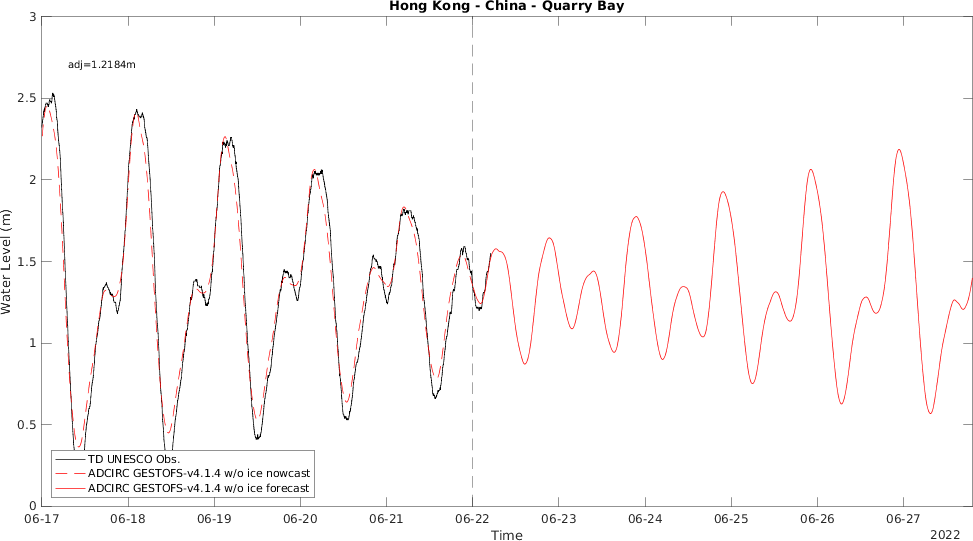 Hong Kong - China - Quarry Bay
3
adj=1.2184m
2.5
2
1.5
1
0.5
0
Water Level (m)
TD UNESCO Obs.
ADCIRC GESTOFS-v4.1.4 w/o ice nowcast
ADCIRC GESTOFS-v4.1.4 w/o ice forecast
06-17 06-18 06-19 06-20 06-21 06-22 06-23 06-24 06-25 06-26 06-27
Time
2022